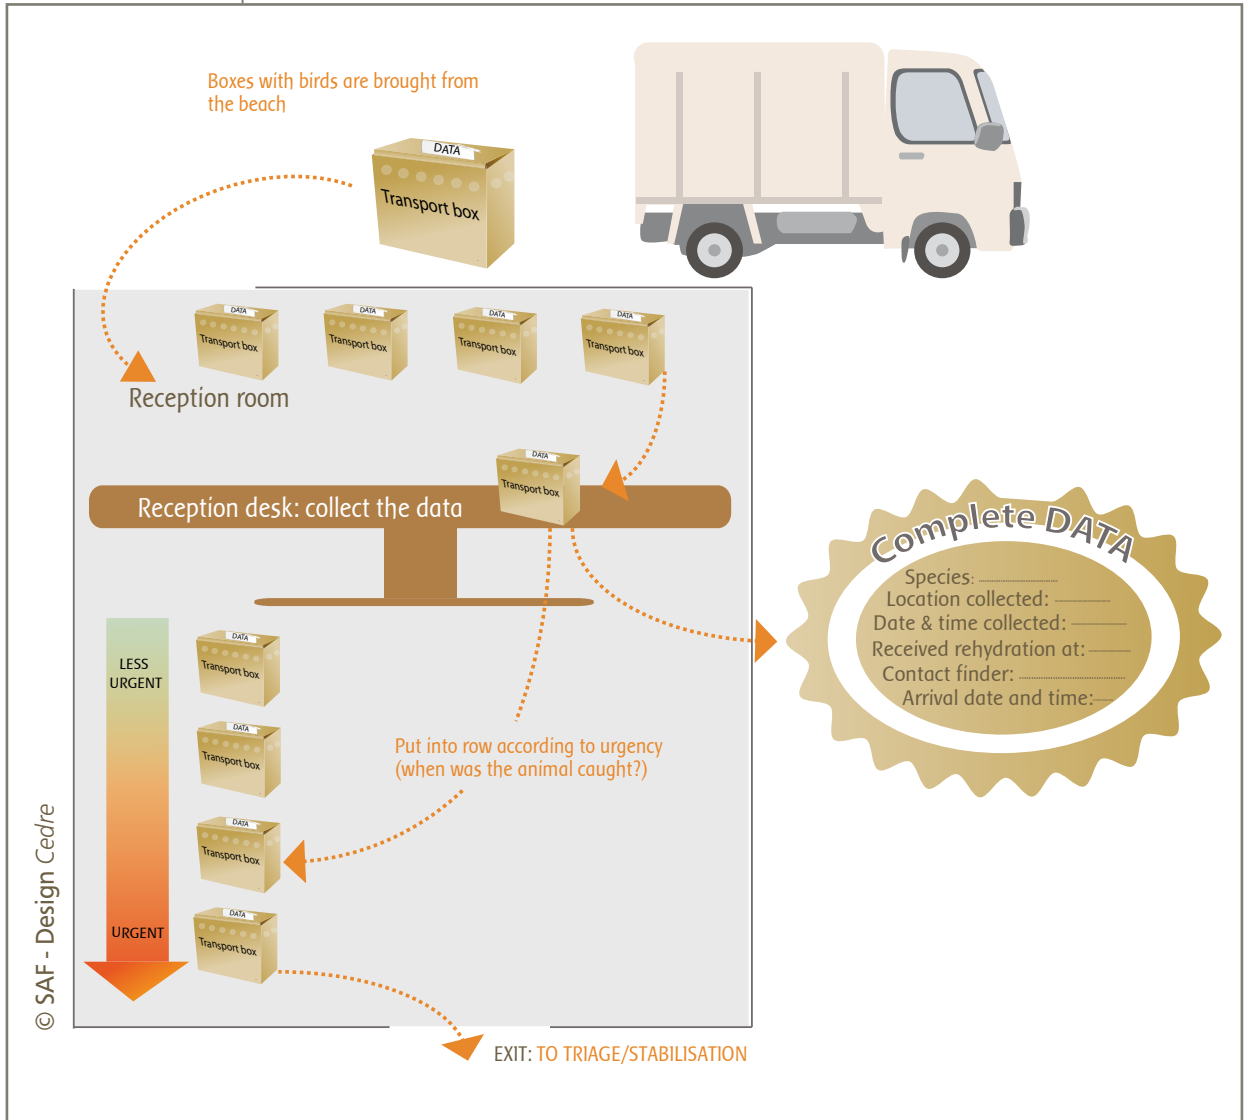 Boxes with birds are brought from
the beach
DATA
Transport box
DATA
Transport box
DATA
Transport box
DATA
Transport box
DATA
Transport box
Reception room
DATA
Transport box
Reception desk: collect the data
Complete DATA
Species:
Location collected:
Date & time collected:
Received rehydration at:
Contact finder:
Arrival date and time:
LESS
URGENT
DATA
Transport box
DATA
Transport box
Put into row according to urgency
(when was the animal caught?)
DATA
Transport box
URGENT
DATA
Transport box
EXIT: TO TRIAGE/STABILISATION
© SAF - Design Cedre